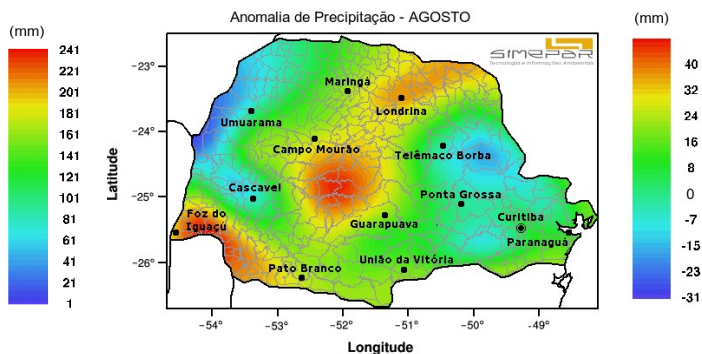 Anomalia de Precipitação - AGOSTO
(mm)
241
221
201
181
161
141
121
101
81
61
41
21
1
Latitude
-23°
-24°
-25°
-26°
SIMEPAR
Tecnologia e Informações Ambientais
Maringá
Londrina
Umuarama
Campo Mourão
Telêmaco Borba
Cascavel
Ponta Grossa
Foz do
Iguaçú
Guarapuava
Curitiba
Paranaguá
União da Vitória
Pato Branco
-54°
-53°
-52°
-51°
-50°
-49°
Longitude
(mm)
40
32
24
16
8
1
-7
-15
-23
-31